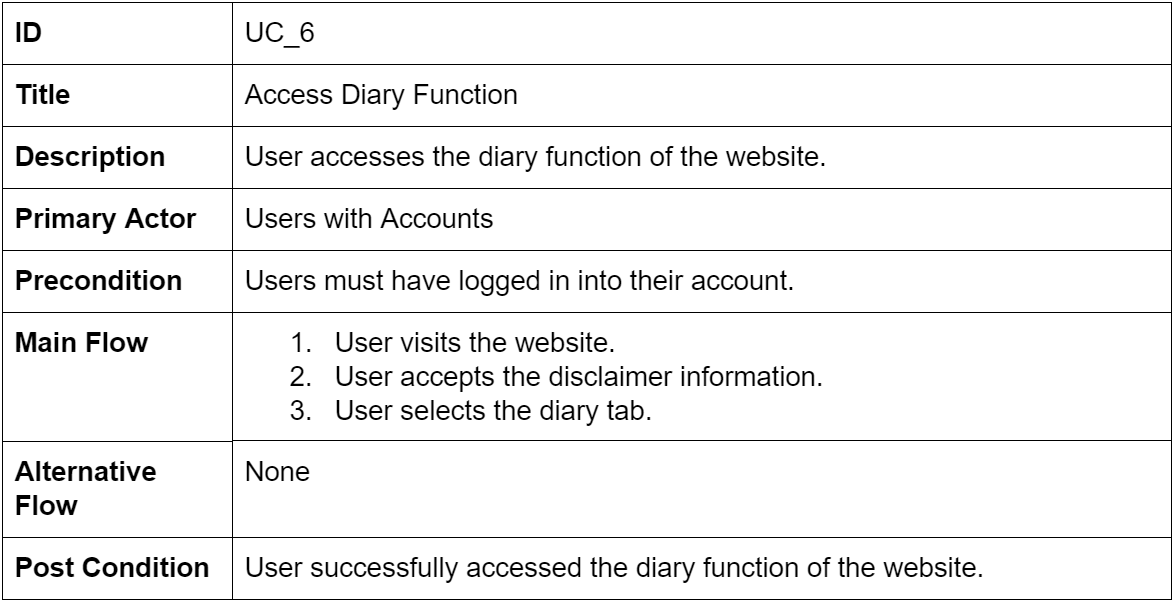 ID UC_6
Title Access Diary Function
Description User accesses the diary function of the website.
Primary Actor Users with Accounts
Precondition Users must have logged in into their account.
Main Flow 1. User visits the website.
2. User accepts the disclaimer information.
3. User selects the diary tab.
Alternative None
Flow
Post Condition User successfully accessed the diary function of the website.